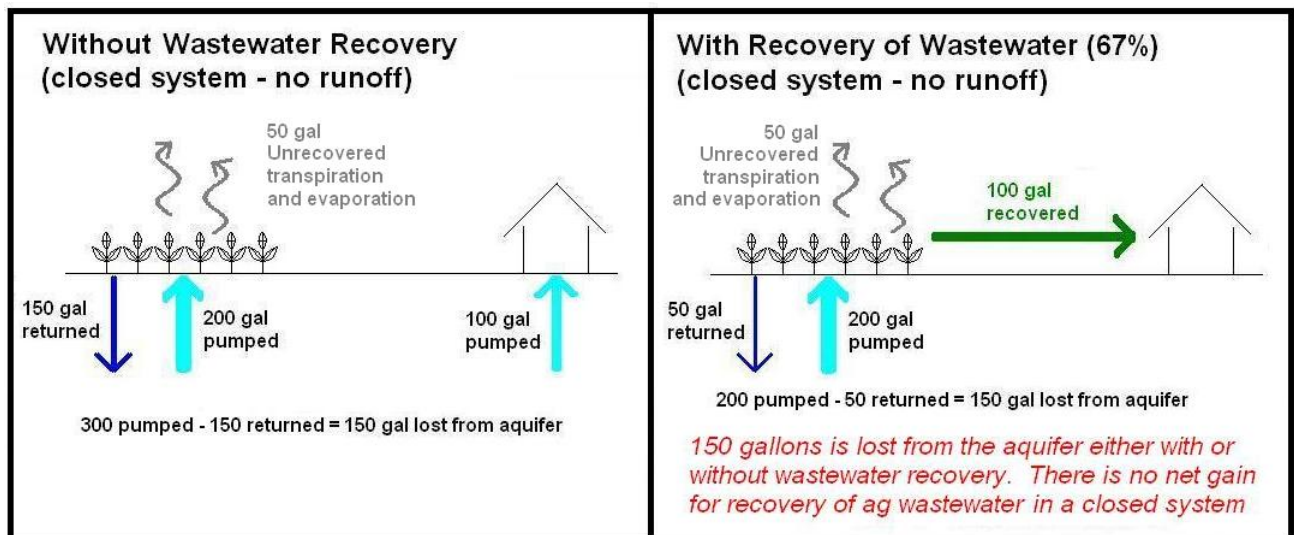 Without Wastewater Recovery
(closed system - no runoff)
50 gal
Unrecovered
transpiration
and evaporation
150 gal
returned
200 gal
pumped
100 gal
pumped
300 pumped - 150 returned = 150 gal lost from aquifer
With Recovery of Wastewater (67%)
(closed system - no runoff)
50 gal
Unrecovered
transpiration
and evaporation
100 gal
recovered
50 gal
returned
200 gal
pumped
200 pumped - 50 returned = 150 gal lost from aquifer
150 gallons is lost from the aquifer either with or
without wastewater recovery.  There is no net gain
for recovery of ag wastewater in a closed system